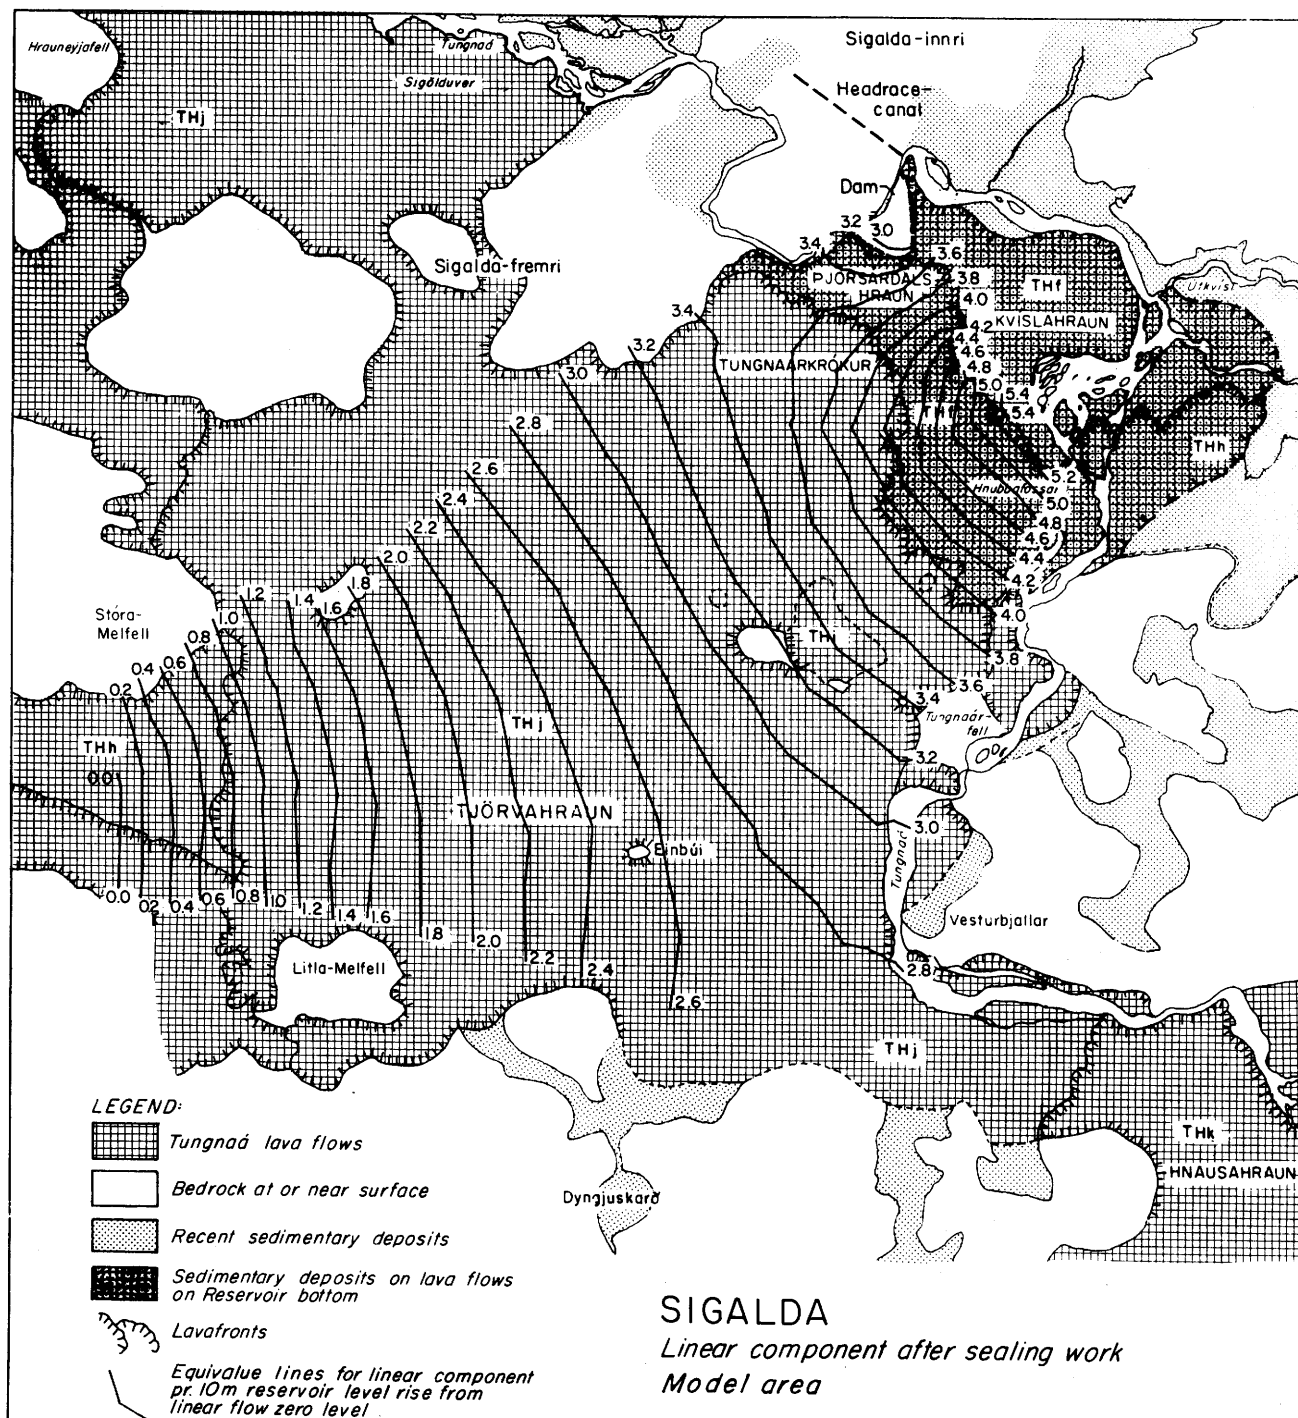 Hrauneyjafell
Tungnaá
Sigölduver
THj
Sigalda-innri
Headrace-
canal
Dam
3.2
3.0
3.4
3.6
Sigalda-fremri
PJÓRSÁRDALS-
HRAUN
3.8
THf
Útkvísl
4.0
3.4
KVISLAHRAUN
4.2
4.4
3.2
4.6
TUNGNAÁRKRÓKUR
4.8
3.0
5.0
5.4
THf
5.4
2.8
THh
2.6
5.2
Hnubbafossar
2.4
5.0
2.2
4.8
4.6
2.0
4.4
1.8
4.2
1.2
1.4
1.6
4.0
Stóra-
Melfell
1.0
0.8
THi
3.8
0.6
0.4
3.6
0.2
3.4
Tungnaár-
fell
THj
THh
3.2
0.0
TJÖRVAHRAUN
3.0
Einbúi
Tungnaá
0.0
0.2
0.4
0.6
0.8
1.0
1.2
1.4
1.6
1.8
2.0
2.2
2.4
2.6
Vesturbjallar
Litla-Melfell
2.8
THj
LEGEND:
Tungnaá lava flows
THk
Bedrock at or near surface
HNAUSAHRAUN
Dyngjuskarð
Recent sedimentary deposits
Sedimentary deposits on lava flows
on Reservoir bottom
Lavafronts
Equivalue lines for linear component
pr. 10m reservoir level rise from
linear flow zero level
SIGALDA
Linear component after sealing work
Model area